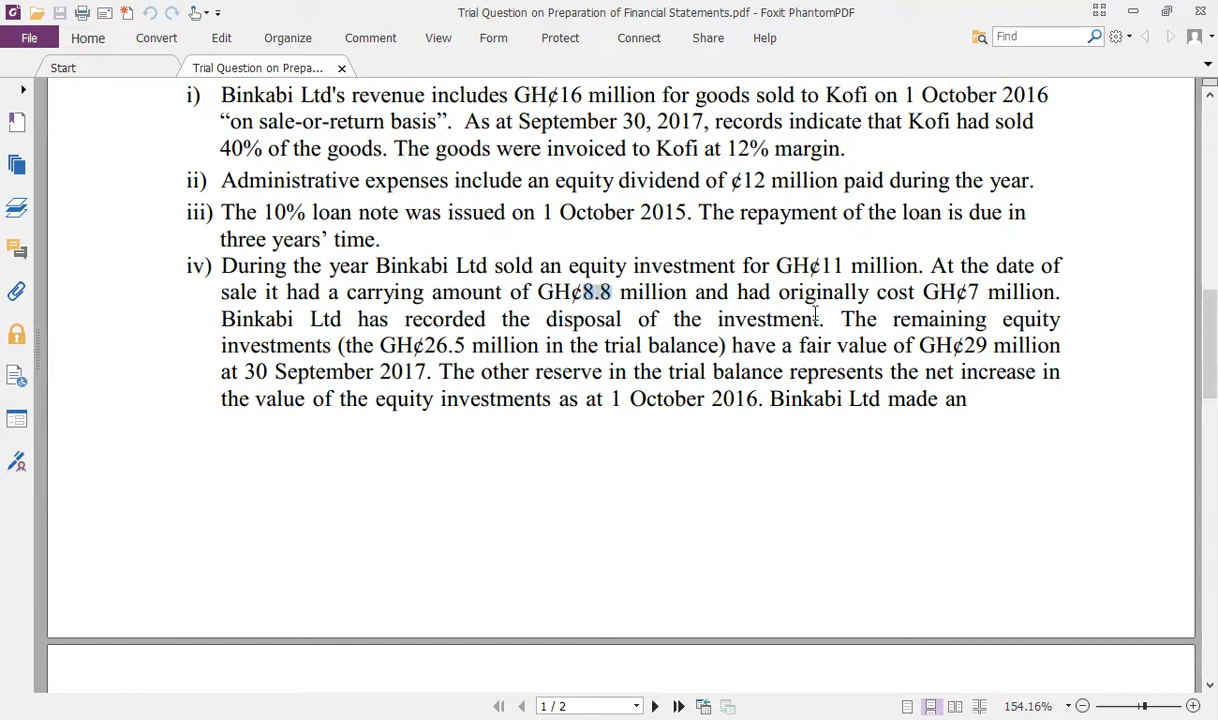 Trial Question on Preparation of Financial Statements.pdf - Foxit PhantomPDF
File Home Convert Edit Organize Comment View Form Protect Connect Share Help Find
Start Trial Question on Prepa...
i) Binkabi Ltd's revenue includes GH¢16 million for goods sold to Kofi on 1 October 2016
“on sale-or-return basis”. As at September 30, 2017, records indicate that Kofi had sold
40% of the goods. The goods were invoiced to Kofi at 12% margin.
ii) Administrative expenses include an equity dividend of ¢12 million paid during the year.
iii) The 10% loan note was issued on 1 October 2015. The repayment of the loan is due in
three years’ time.
iv) During the year Binkabi Ltd sold an equity investment for GH¢11 million. At the date of
sale it had a carrying amount of GH¢8.8 million and had originally cost GH¢7 million.
Binkabi Ltd has recorded the disposal of the investment. The remaining equity
investments (the GH¢26.5 million in the trial balance) have a fair value of GH¢29 million
at 30 September 2017. The other reserve in the trial balance represents the net increase in
the value of the equity investments as at 1 October 2016. Binkabi Ltd made an
1 / 2 154.16%